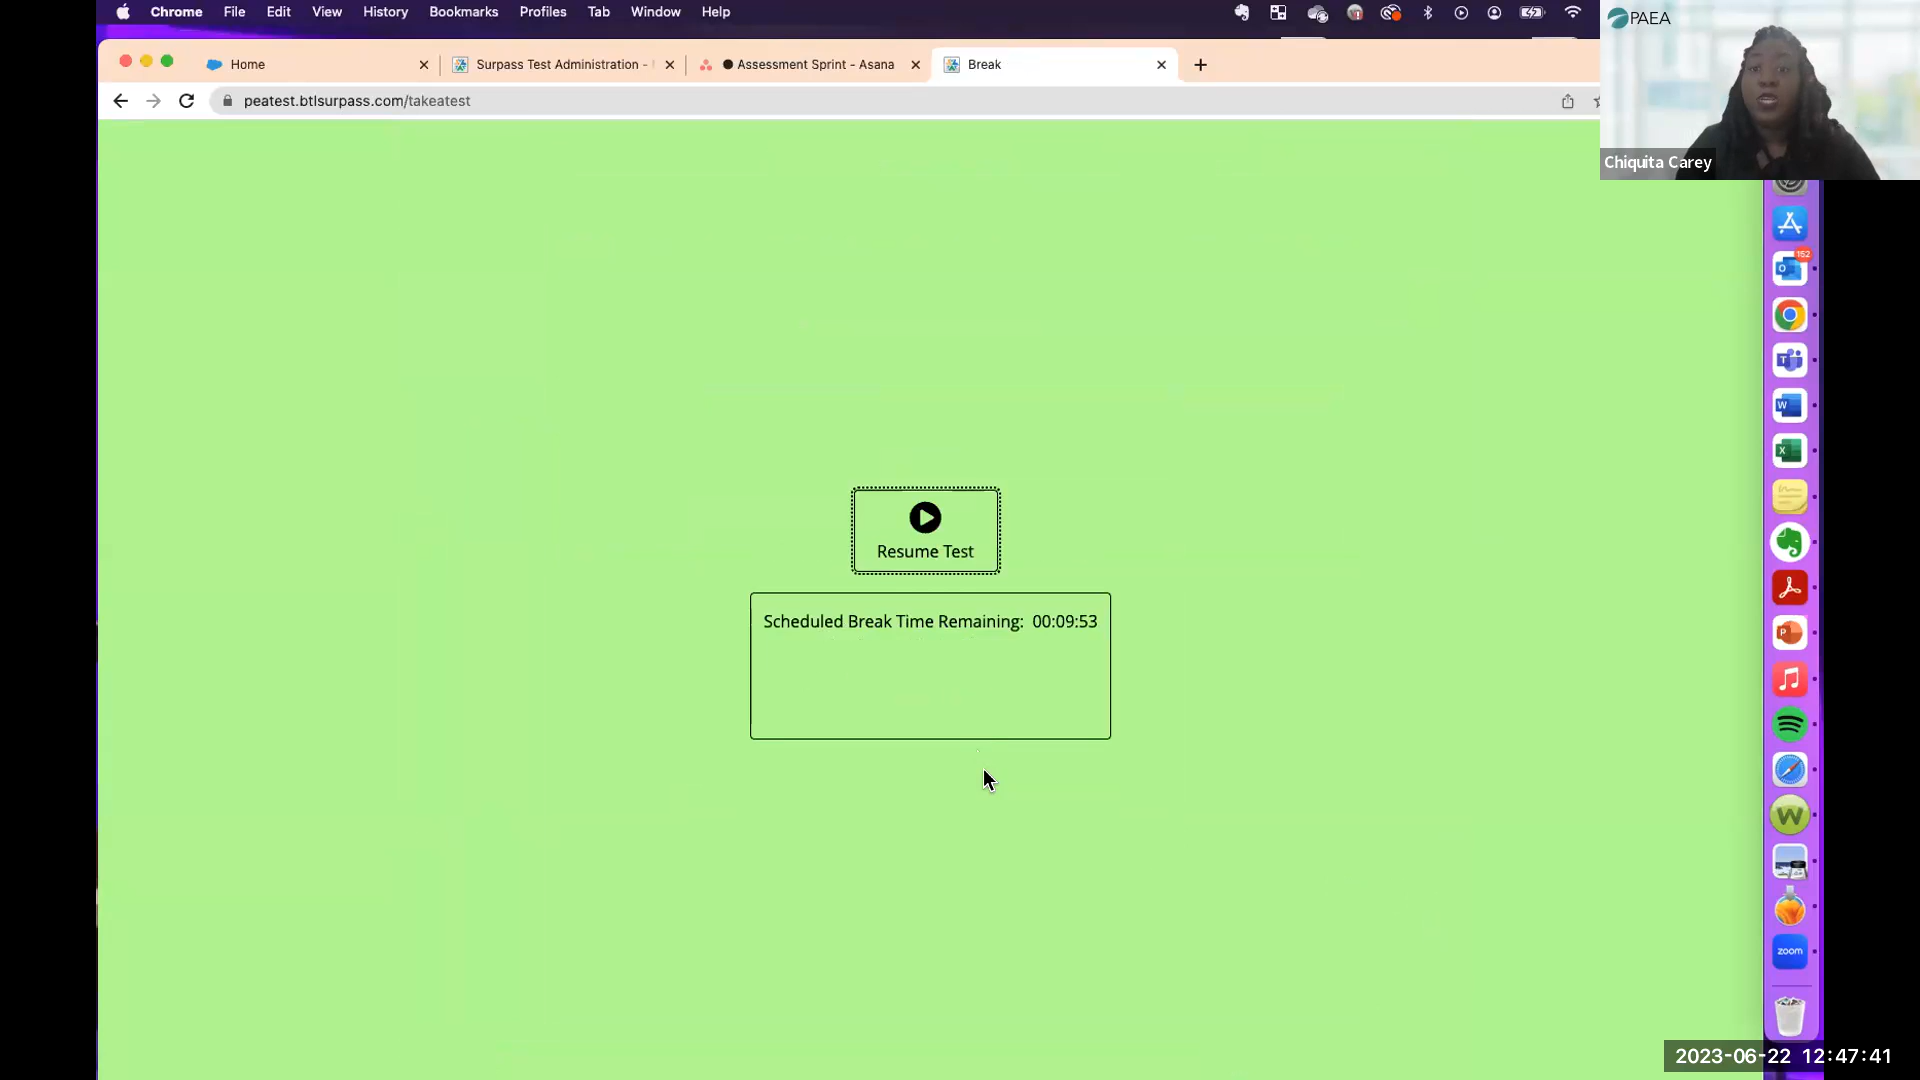 Chrome File Edit View History Bookmarks Profiles Tab Window Help
PAEA
Home
Surpass Test Administration -
Assessment Sprint - Asana
Break
peatest.btlsurpass.com/takeatest
Chiquita Carey
152
Resume Test
Scheduled Break Time Remaining: 00:09:53
zoom
2023-06-22 12:47:41